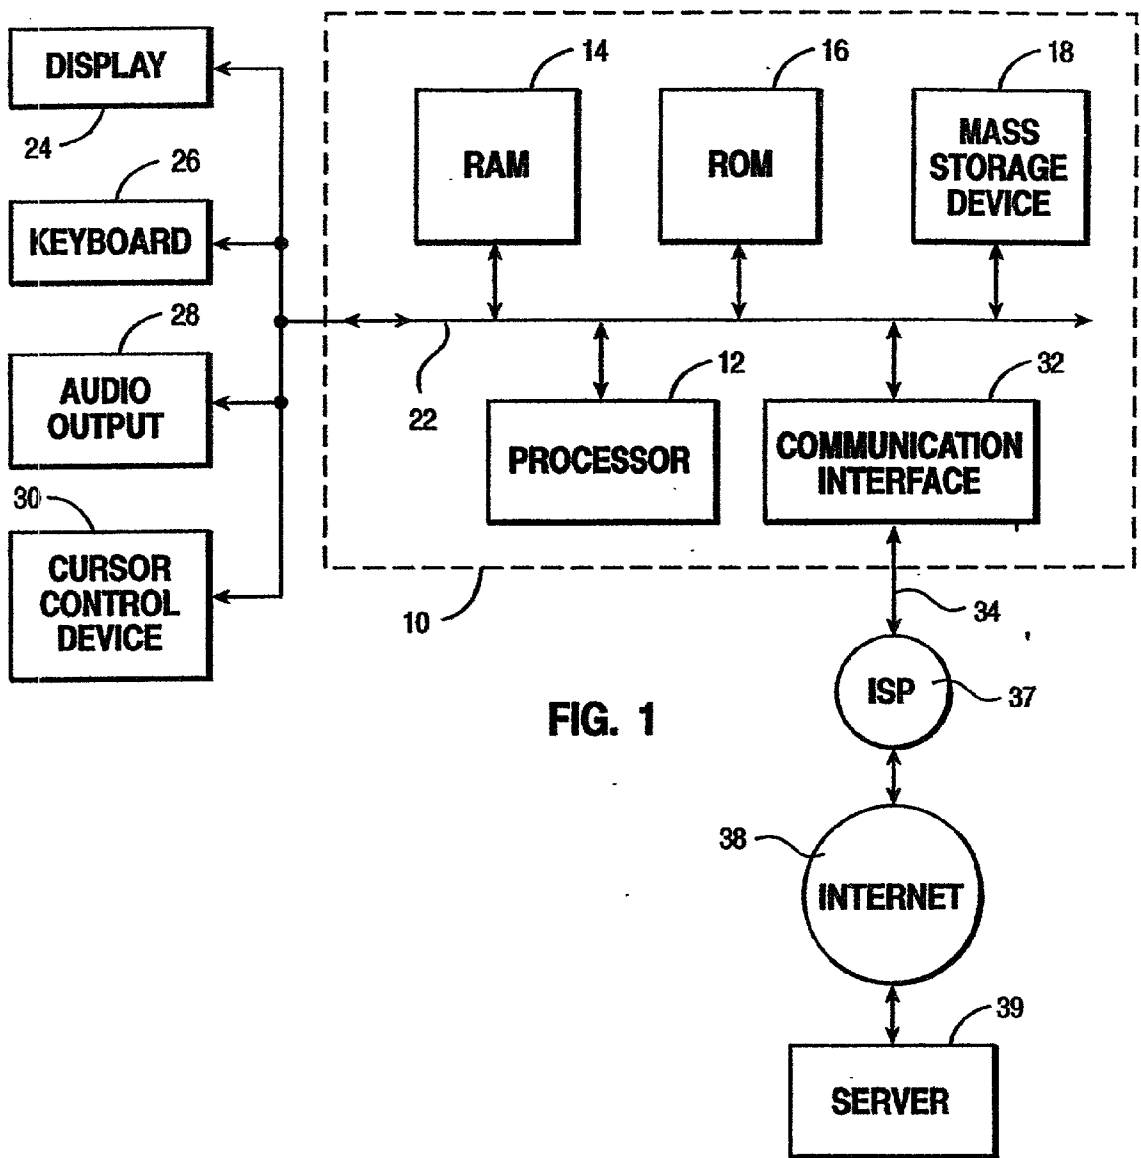 DISPLAY
24
26
KEYBOARD
28
AUDIO
OUTPUT
30
CURSOR
CONTROL
DEVICE
14
RAM
16
ROM
18
MASS
STORAGE
DEVICE
22
12
PROCESSOR
32
COMMUNICATION
INTERFACE
10
34
ISP
37
FIG. 1
38
INTERNET
39
SERVER